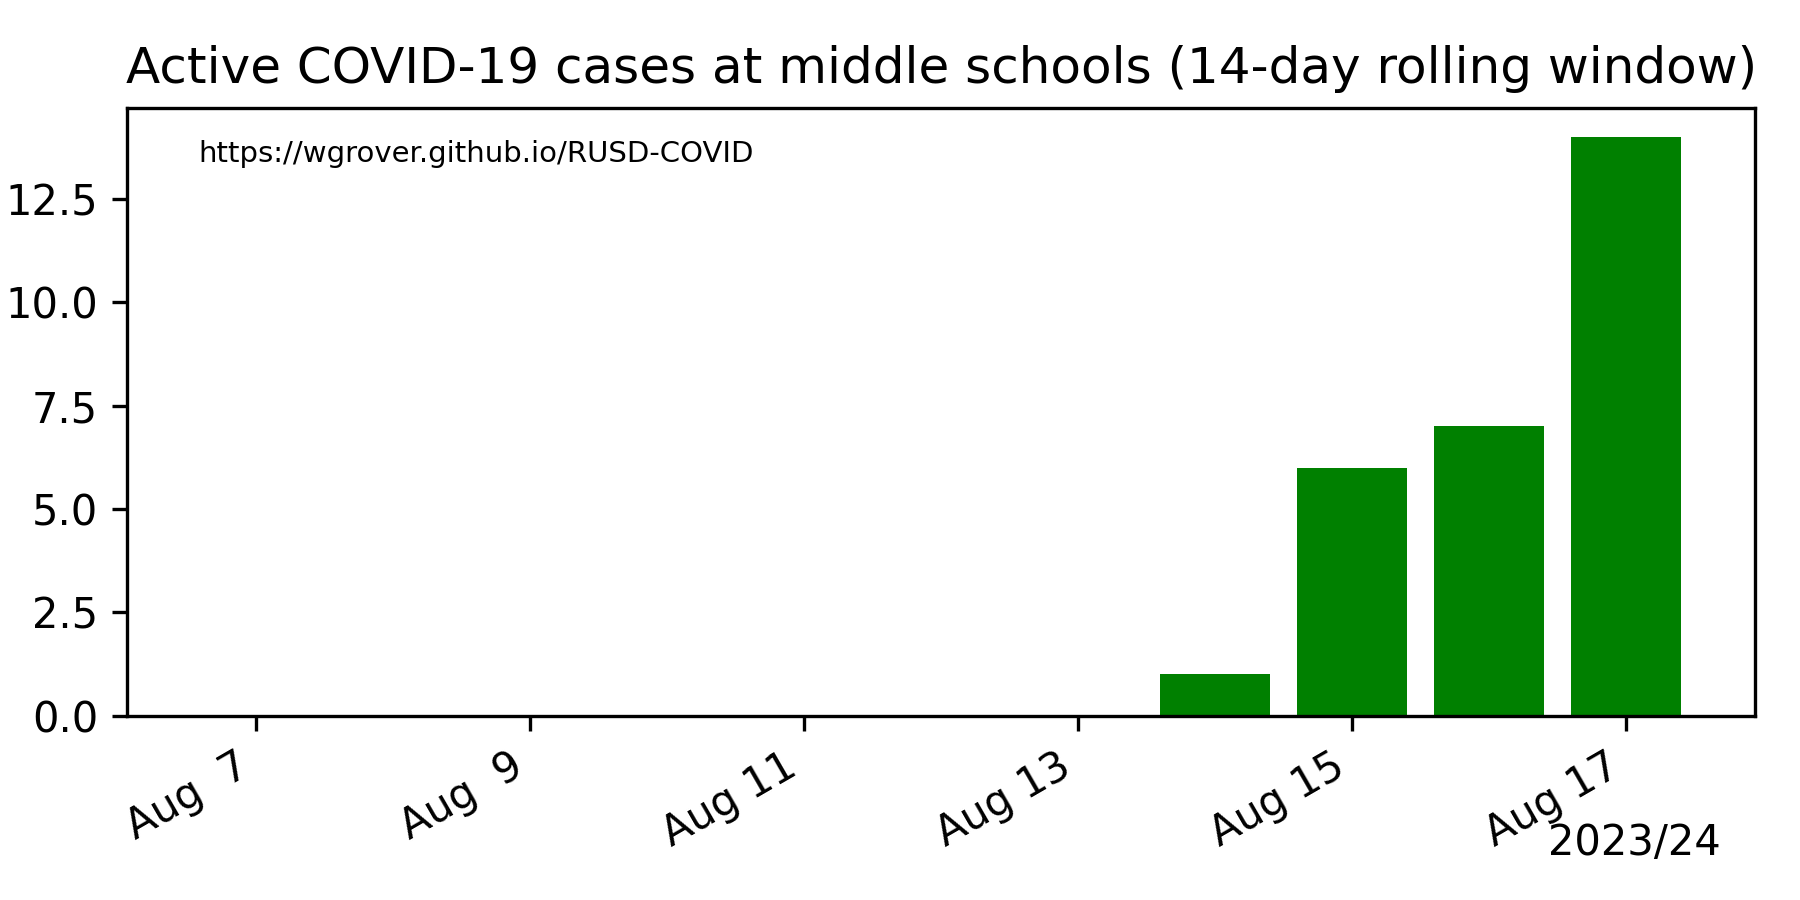 Active COVID-19 cases at middle schools (14-day rolling window)
https://wgrover.github.io/RUSD-COVID
12.5
10.0
7.5
5.0
2.5
0.0
Aug 7
Aug 9
Aug 11
Aug 13
Aug 15
Aug 17
2023/24